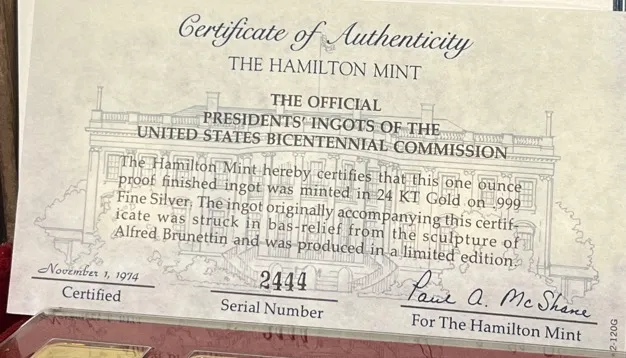 Certificate of Authenticity
THE HAMILTON MINT
THE OFFICIAL
PRESIDENTS' INGOTS OF THE
UNITED STATES BICENTENNIAL COMMISSION
The Hamilton Mint hereby certifies that this one ounce
proof finished ingot was minted in 24 KT Gold on .999
Fine Silver. The ingot originally accompanying this certif-
icate was struck in bas-relief from the sculpture of
Alfred Brunettin and was produced in a limited edition.
November 1, 1974
Certified
2444
Serial Number
Paul A. McShane
For The Hamilton Mint
2-120G